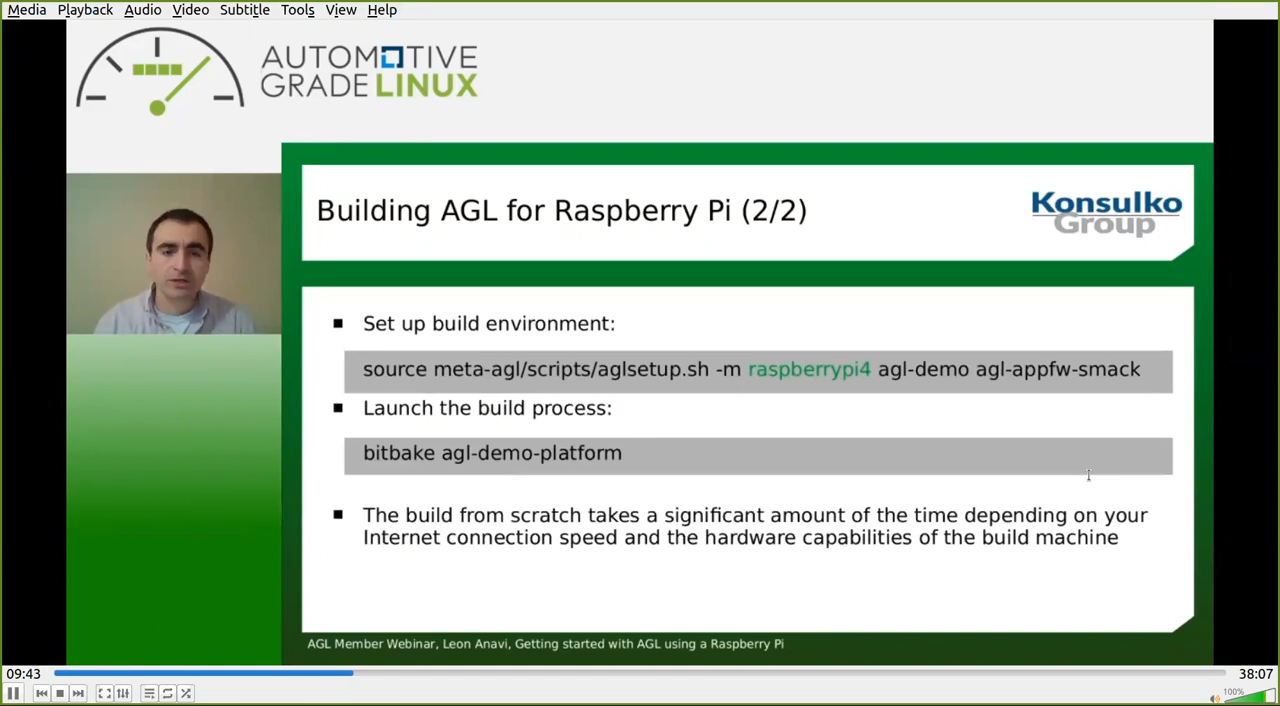 Media Playback Audio Video Subtitle Tools View Help
AUTOMOTIVE
GRADE LINUX
Building AGL for Raspberry Pi (2/2)
Konsulko
Group
■ Set up build environment:
source meta-agl/scripts/aglsetup.sh -m raspberrypi4 agl-demo agl-appfw-smack
■ Launch the build process:
bitbake agl-demo-platform
■ The build from scratch takes a significant amount of the time depending on your
Internet connection speed and the hardware capabilities of the build machine
AGL Member Webinar, Leon Anavi, Getting started with AGL using a Raspberry Pi
09:43 38:07
100%